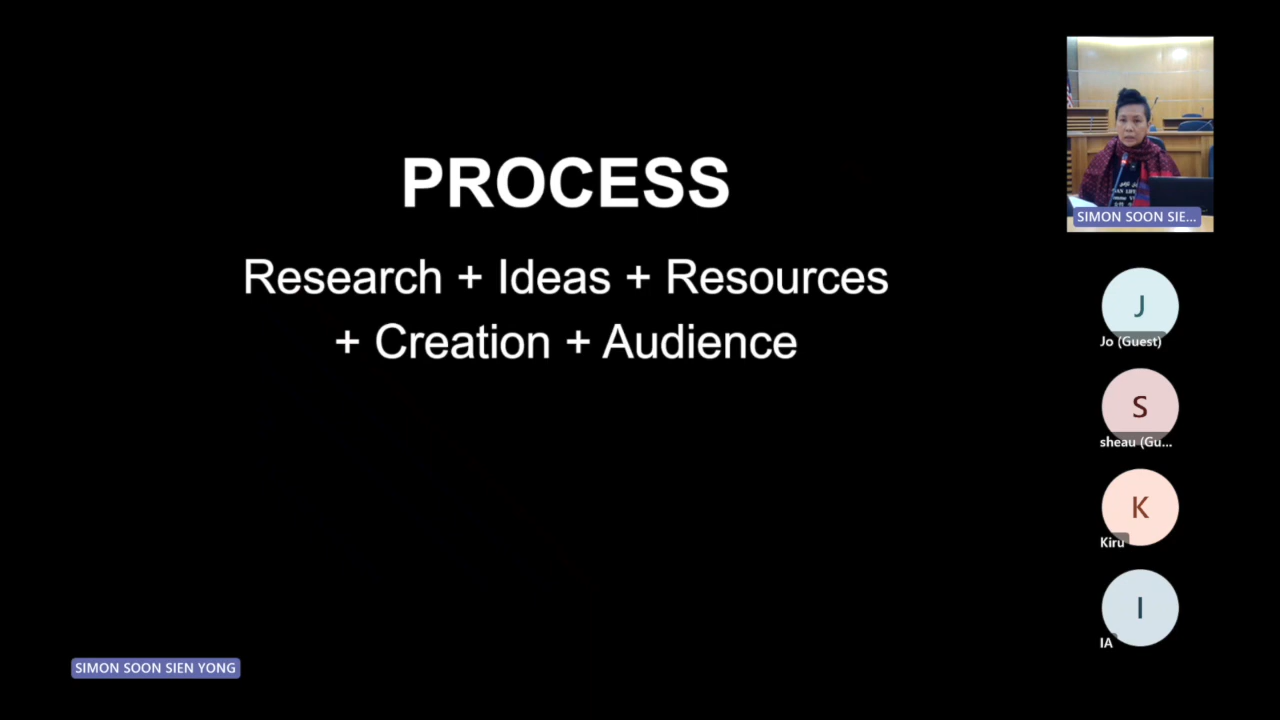 PROCESS
Research + Ideas + Resources
+ Creation + Audience
SIMON SOON SIE...
J
Jo (Guest)
S
sheau (Gu...
K
Kiru
I
IA
SIMON SOON SIEN YONG